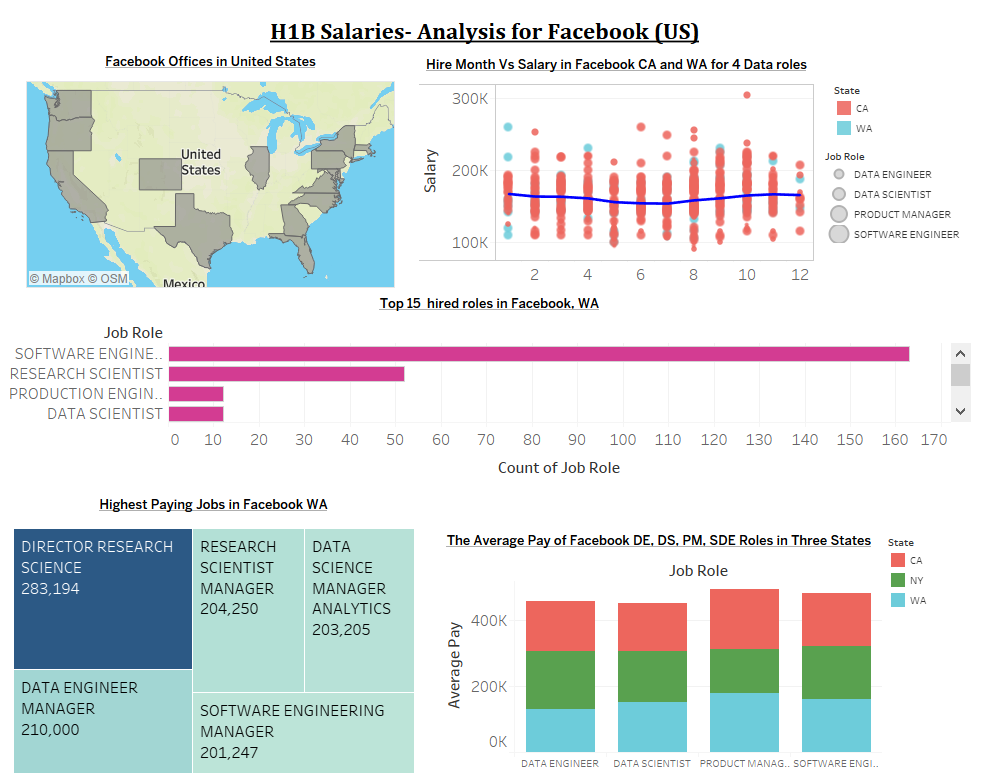 H1B Salaries- Analysis for Facebook (US)
Facebook Offices in United States
United
States
Mexico
© Mapbox © OSM
Hire Month Vs Salary in Facebook CA and WA for 4 Data roles
Salary
300K
200K
100K
2 4 6 8 10 12
State
CA
WA
Job Role
DATA ENGINEER
DATA SCIENTIST
PRODUCT MANAGER
SOFTWARE ENGINEER
Top 15 hired roles in Facebook, WA
Job Role
SOFTWARE ENGINE..
RESEARCH SCIENTIST
PRODUCTION ENGIN..
DATA SCIENTIST
0 10 20 30 40 50 60 70 80 90 100 110 120 130 140 150 160 170
Count of Job Role
Highest Paying Jobs in Facebook WA
DIRECTOR RESEARCH
SCIENCE
283,194
DATA ENGINEER
MANAGER
210,000
RESEARCH
SCIENTIST
MANAGER
204,250
DATA
SCIENCE
MANAGER
ANALYTICS
203,205
SOFTWARE ENGINEERING
MANAGER
201,247
The Average Pay of Facebook DE, DS, PM, SDE Roles in Three States
Job Role
Average Pay
400K
200K
0K
DATA ENGINEER DATA SCIENTIST PRODUCT MANAG.. SOFTWARE ENGI..
State
CA
NY
WA